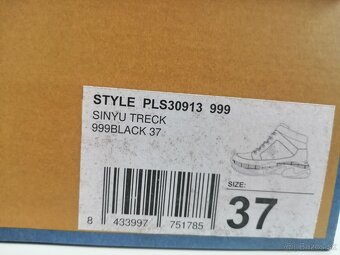 STYLE PLS30913 999
SINYU TRECK
999BLACK 37
SIZE:
37
8 433997 751785